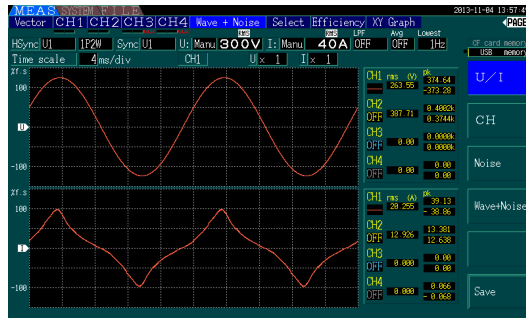 MEAS SYSTEM FILE 2013-11-04 13:57:4
Vector CH1 CH2 CH3 CH4 Wave + Noise Select Efficiency XY Graph PAGE
HSync U1 1P2W Sync U1 U: Manu RMS 300V I: Manu RMS 40A LPF OFF Avg OFF Lowest 1Hz
CF card memory
USB memory
Time scale 4 ms/div CH1 U× 1 I× 1
%f.s
100
U
-100
CH1 rms (V) 263.55 pk 374.64 -373.28
CH2 OFF 387.71 0.4002k 0.3744k
CH3 OFF 0.00 0.0000k 0.0000k
CH4 OFF 0.00 0.00 0.00
%f.s
100
I
-100
CH1 rms (A) 20.255 pk 39.13 - 38.86
CH2 OFF 12.926 13.381 12.638
CH3 OFF 0.000 0.00 0.00
CH4 OFF 0.000 0.066 - 0.068
U/I
CH
Noise
Wave+Noise
Save